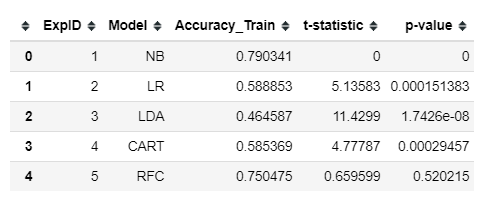 ExpID Model Accuracy_Train t-statistic p-value
0 1 NB 0.790341 0 0
1 2 LR 0.588853 5.13583 0.000151383
2 3 LDA 0.464587 11.4299 1.7426e-08
3 4 CART 0.585369 4.77787 0.00029457
4 5 RFC 0.750475 0.659599 0.520215